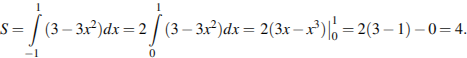 S = ∫_{-1}^{1} (3 – 3x²)dx = 2 ∫_{0}^{1} (3 – 3x²)dx = 2(3x – x³)|_{0}^{1} = 2(3 – 1) – 0 = 4.